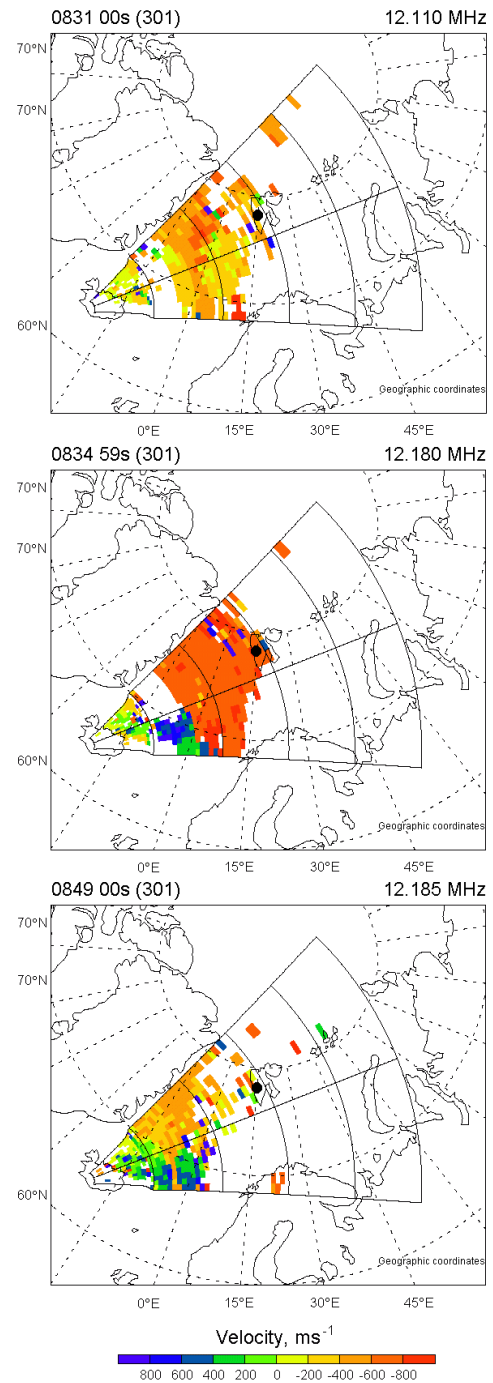 0831 00s (301) 12.110 MHz
70°N
70°N
60°N
Geographic coordinates
0°E 15°E 30°E 45°E
0834 59s (301) 12.180 MHz
70°N
70°N
60°N
Geographic coordinates
0°E 15°E 30°E 45°E
0849 00s (301) 12.185 MHz
70°N
70°N
60°N
Geographic coordinates
0°E 15°E 30°E 45°E
Velocity, ms⁻¹
800 600 400 200 0 -200 -400 -600 -800